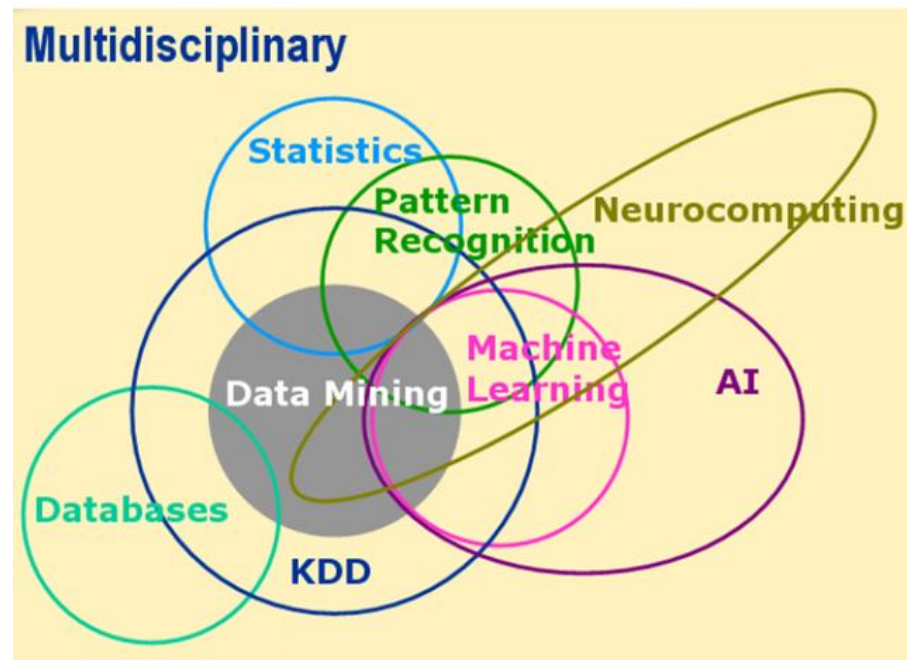 Multidisciplinary
Statistics
Pattern
Recognition
Neurocomputing
Machine
Learning
AI
Data Mining
Databases
KDD